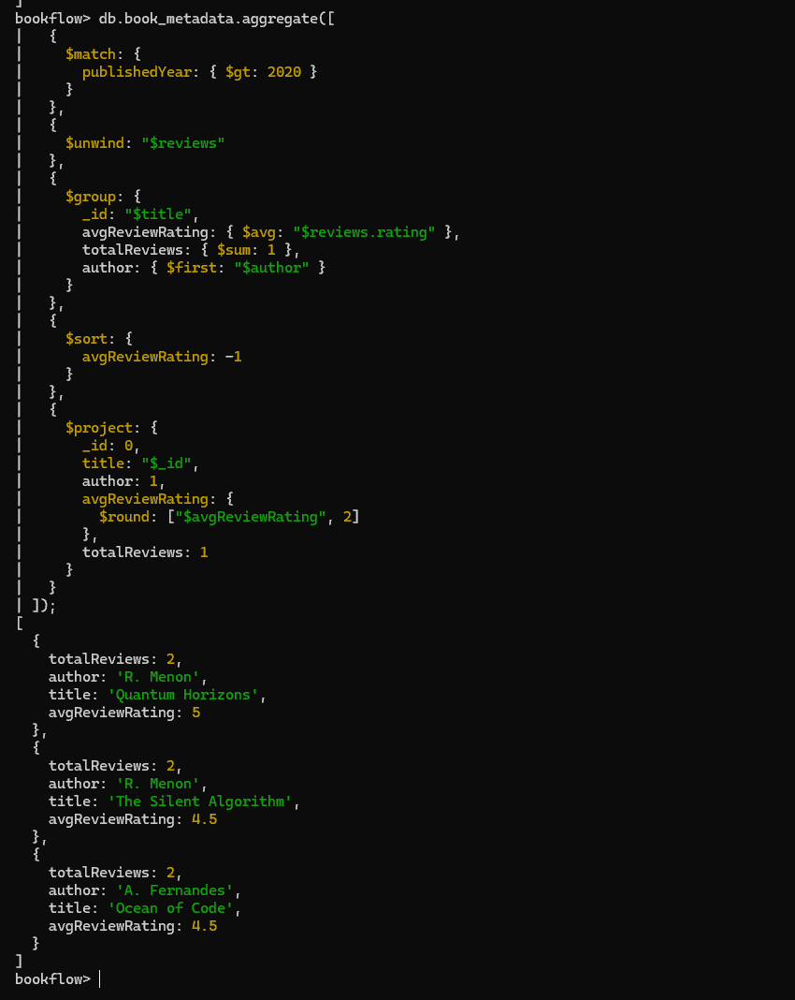 ]
bookflow> db.book_metadata.aggregate([
|   {
|     $match: {
|       publishedYear: { $gt: 2020 }
|     }
|   },
|   {
|     $unwind: "$reviews"
|   },
|   {
|     $group: {
|       _id: "$title",
|       avgReviewRating: { $avg: "$reviews.rating" },
|       totalReviews: { $sum: 1 },
|       author: { $first: "$author" }
|     }
|   },
|   {
|     $sort: {
|       avgReviewRating: -1
|     }
|   },
|   {
|     $project: {
|       _id: 0,
|       title: "$_id",
|       author: 1,
|       avgReviewRating: {
|         $round: ["$avgReviewRating", 2]
|       },
|       totalReviews: 1
|     }
|   }
| ]);
[
  {
    totalReviews: 2,
    author: 'R. Menon',
    title: 'Quantum Horizons',
    avgReviewRating: 5
  },
  {
    totalReviews: 2,
    author: 'R. Menon',
    title: 'The Silent Algorithm',
    avgReviewRating: 4.5
  },
  {
    totalReviews: 2,
    author: 'A. Fernandes',
    title: 'Ocean of Code',
    avgReviewRating: 4.5
  }
]
bookflow>